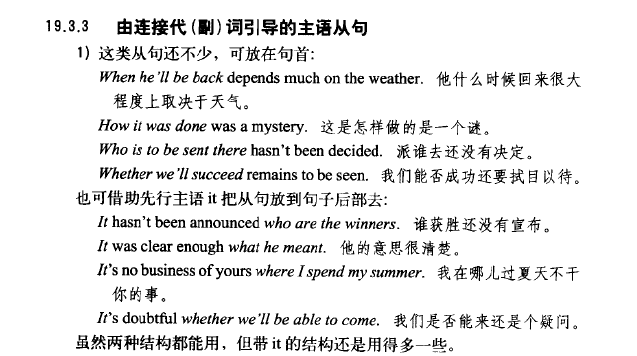 19.3.3 由连接代(副)词引导的主语从句
1) 这类从句还不少，可放在句首：
When he'll be back depends much on the weather. 他什么时候回来很大
程度上取决于天气。
How it was done was a mystery. 这是怎样做的是一个谜。
Who is to be sent there hasn't been decided. 派谁去还没有决定。
Whether we'll succeed remains to be seen. 我们能否成功还要拭目以待。
也可借助先行主语 it 把从句放到句子后部去：
It hasn't been announced who are the winners. 谁获胜还没有宣布。
It was clear enough what he meant. 他的意思很清楚。
It's no business of yours where I spend my summer. 我在哪儿过夏天不干
你的事。
It's doubtful whether we'll be able to come. 我们是否能来还是个疑问。
虽然两种结构都能用，但带 it 的结构还是用得多一些。